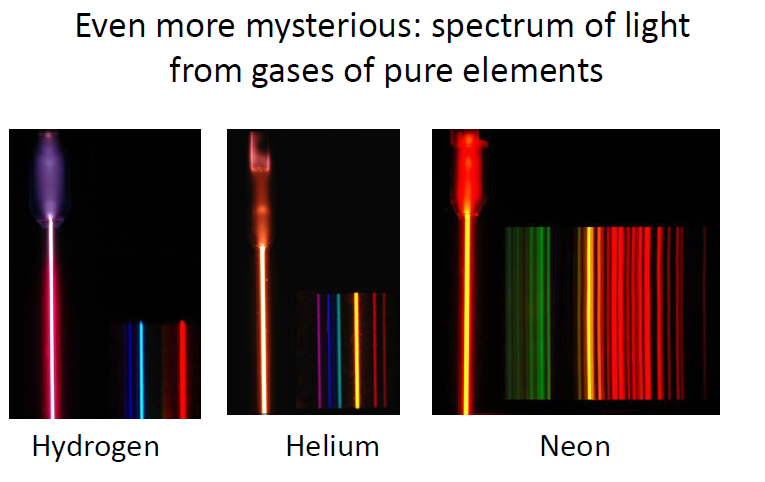 Even more mysterious: spectrum of light
from gases of pure elements
Hydrogen
Helium
Neon